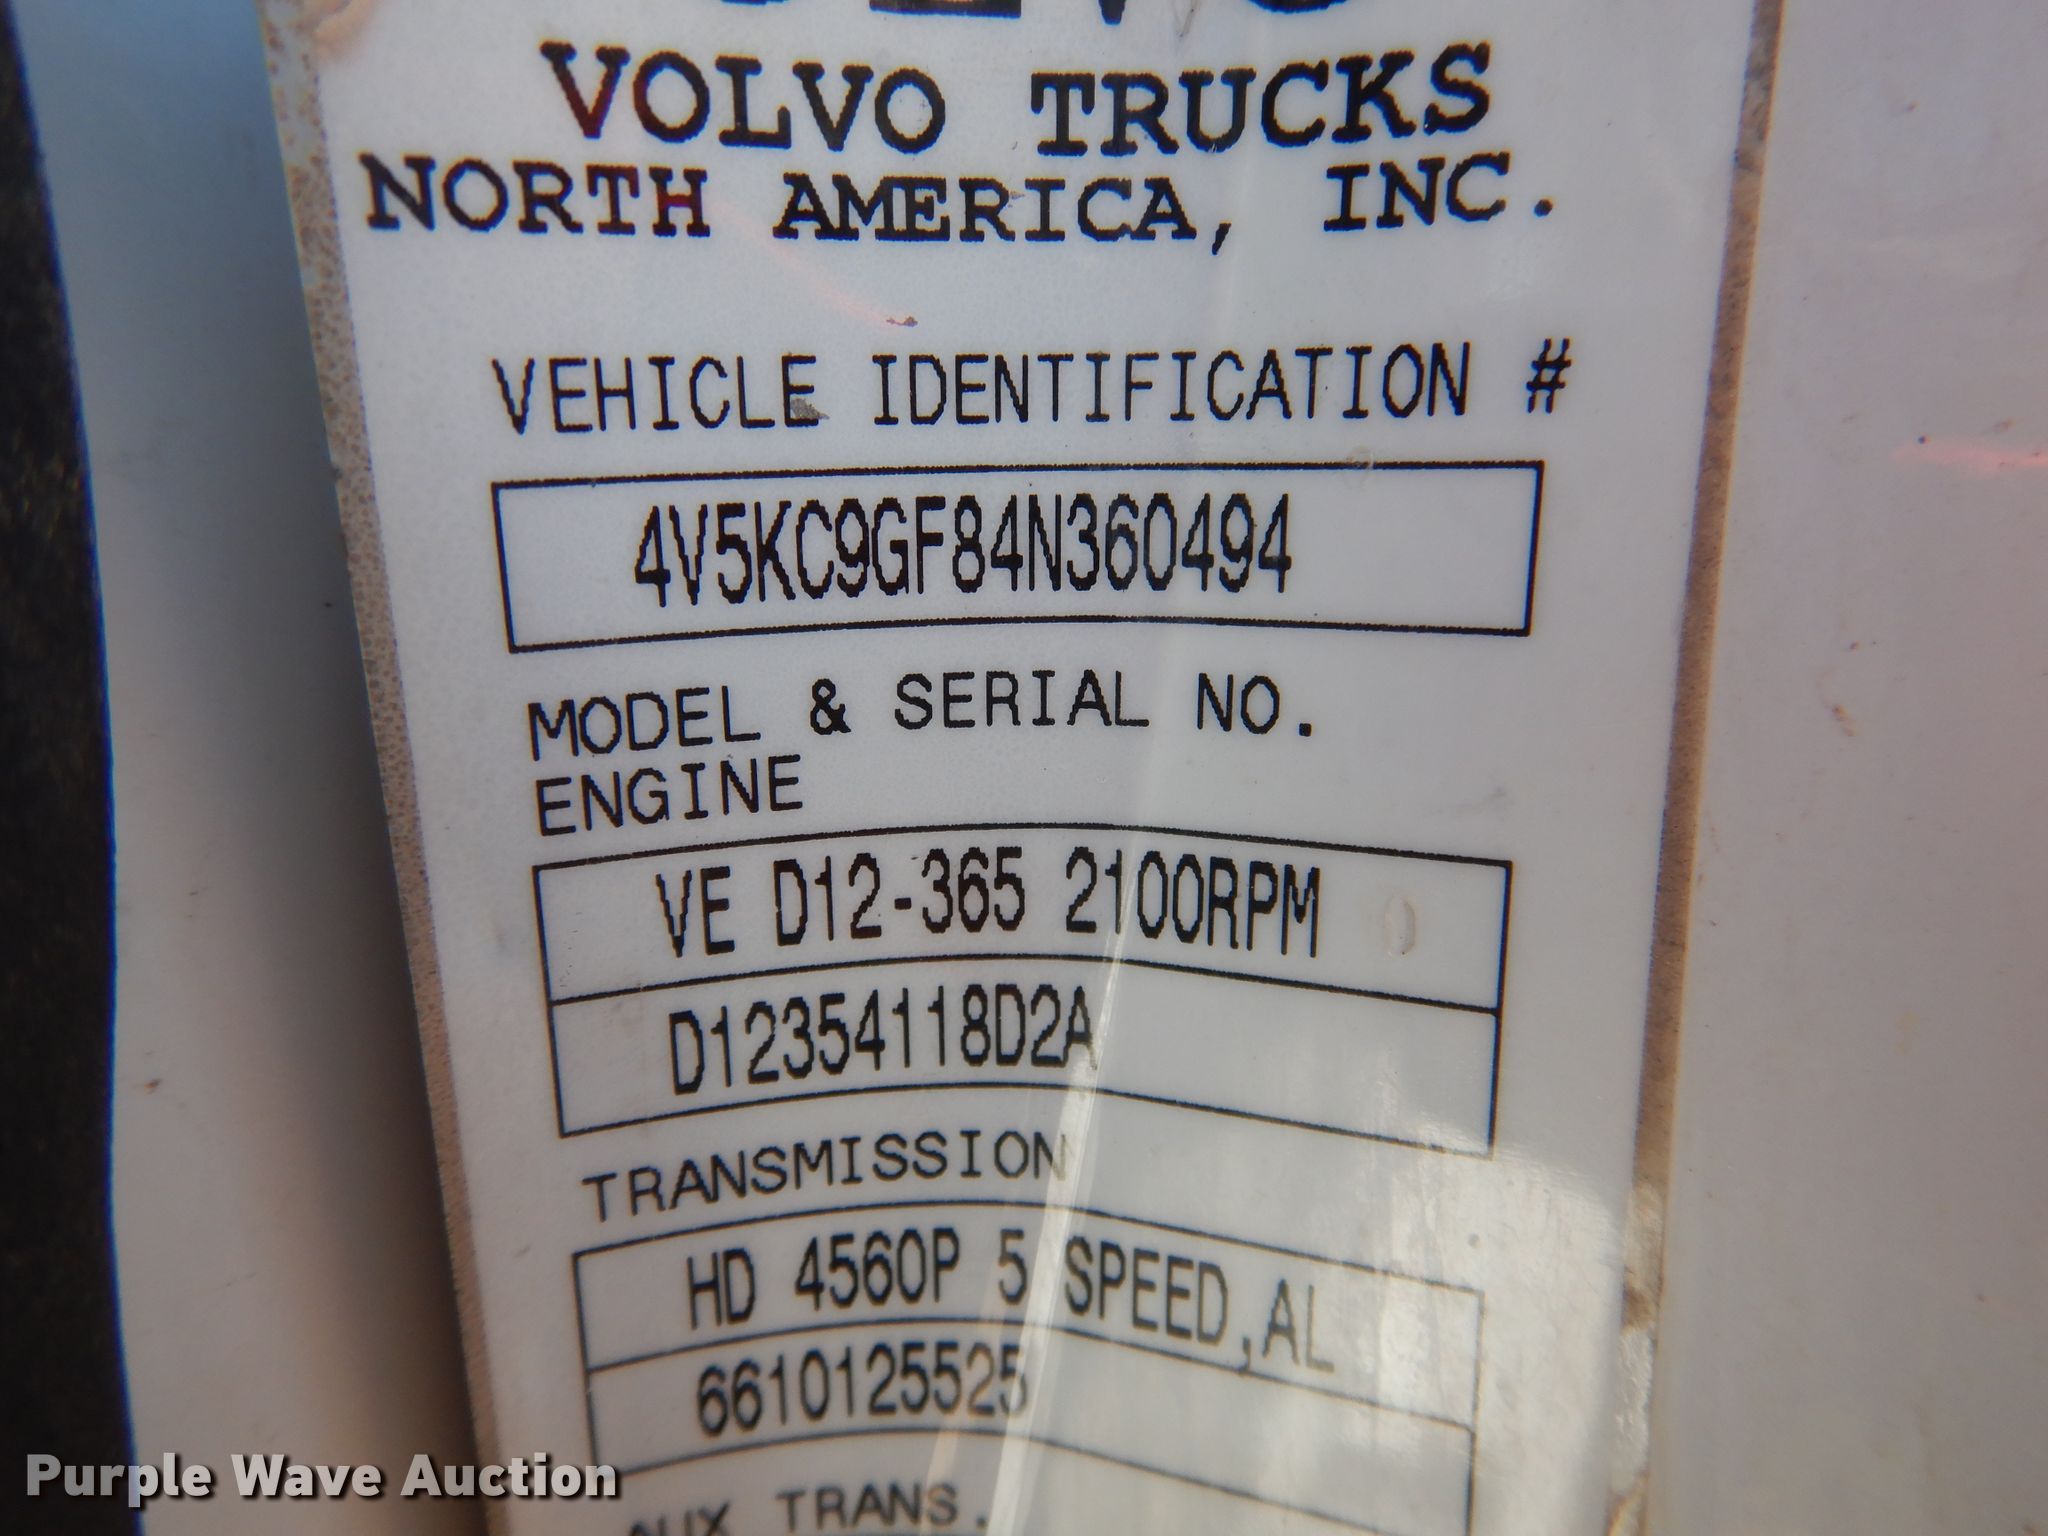 VOLVO TRUCKS
NORTH AMERICA, INC.
VEHICLE IDENTIFICATION #
4V5KC9GF84N360494
MODEL & SERIAL NO.
ENGINE
VE D12-365 2100RPM
D12354118D2A
TRANSMISSION
HD 4560P 5 SPEED,AL
6610125525
AUX TRANS.
Purple Wave Auction